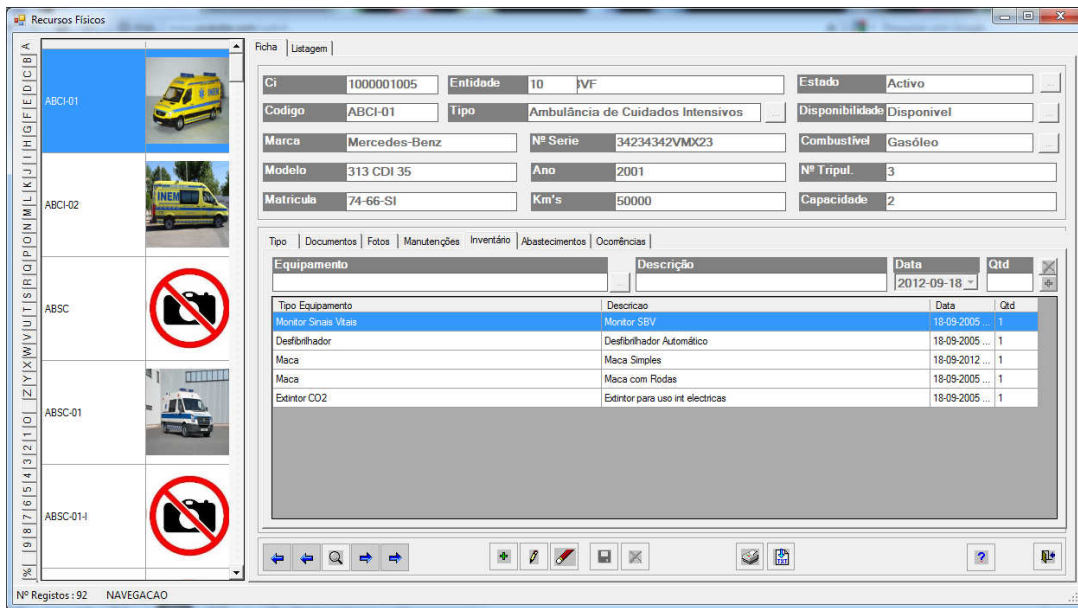 Recursos Físicos
A B C D E F G H I J K L M N O P Q R S T U V W X Y Z 0 1 2 3 4 5 6 7 8 9 %
ABCI-01
ABCI-02
ABSC
ABSC-01
ABSC-01-I
Ficha Listagem
Ci 1000001005 Entidade 10 BVF Estado Activo ...
Codigo ABCI-01 Tipo Ambulância de Cuidados Intensivos ... Disponibilidade Disponivel ...
Marca Mercedes-Benz Nº Serie 34234342VMX23 Combustível Gasóleo ...
Modelo 313 CDI 35 Ano 2001 Nº Tripul. 3
Matricula 74-66-SI Km's 50000 Capacidade 2
Tipo Documentos Fotos Manutenções Inventário Abastecimentos Ocorrências
Equipamento Descrição Data Qtd
... 2012-09-18
Tipo Equipamento Descricao Data Qtd
Monitor Sinais Vitais Monitor SBV 18-09-2005 ... 1
Desfibrilhador Desfibrilhador Automático 18-09-2005 ... 1
Maca Maca Simples 18-09-2012 ... 1
Maca Maca com Rodas 18-09-2005 ... 1
Extintor CO2 Extintor para uso int electricas 18-09-2005 ... 1
TXT ?
Nº Registos : 92 NAVEGACAO
INEM
INEM